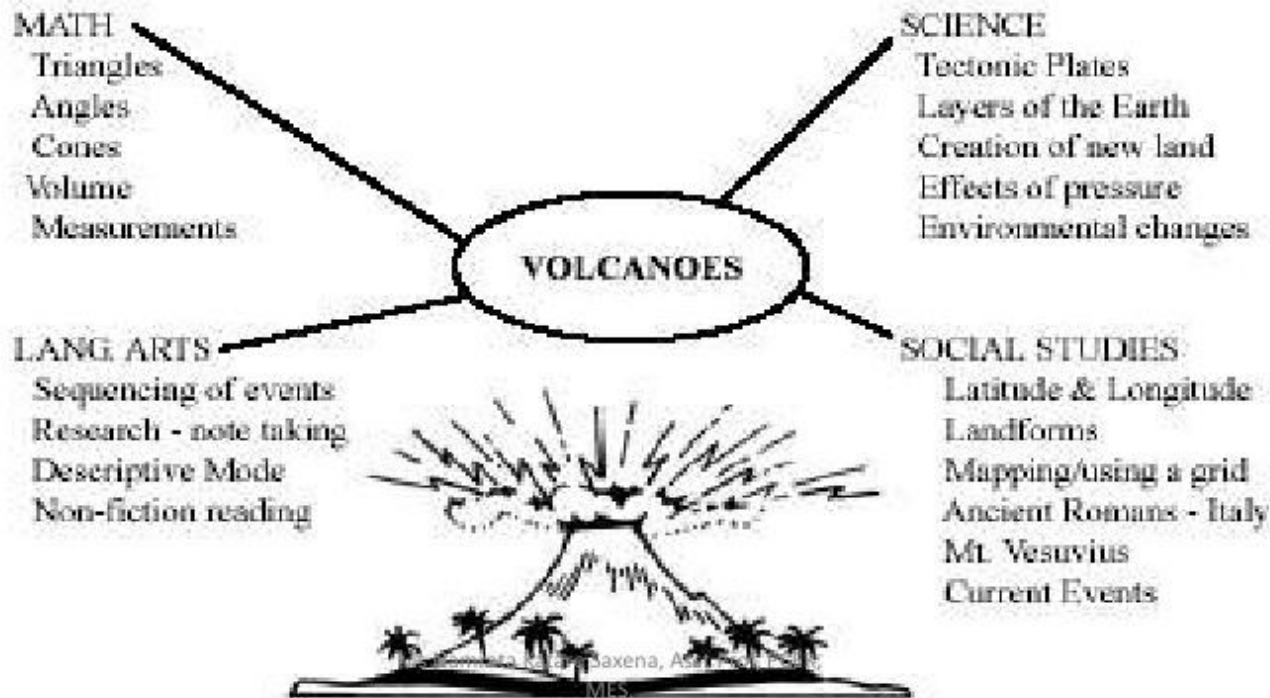 MATH
Triangles
Angles
Cones
Volume
Measurements
SCIENCE
Tectonic Plates
Layers of the Earth
Creation of new land
Effects of pressure
Environmental changes
VOLCANOES
LANG. ARTS
Sequencing of events
Research - note taking
Descriptive Mode
Non-fiction reading
SOCIAL STUDIES
Latitude & Longitude
Landforms
Mapping/using a grid
Ancient Romans - Italy
Mt. Vesuvius
Current Events
Saxena,
MES